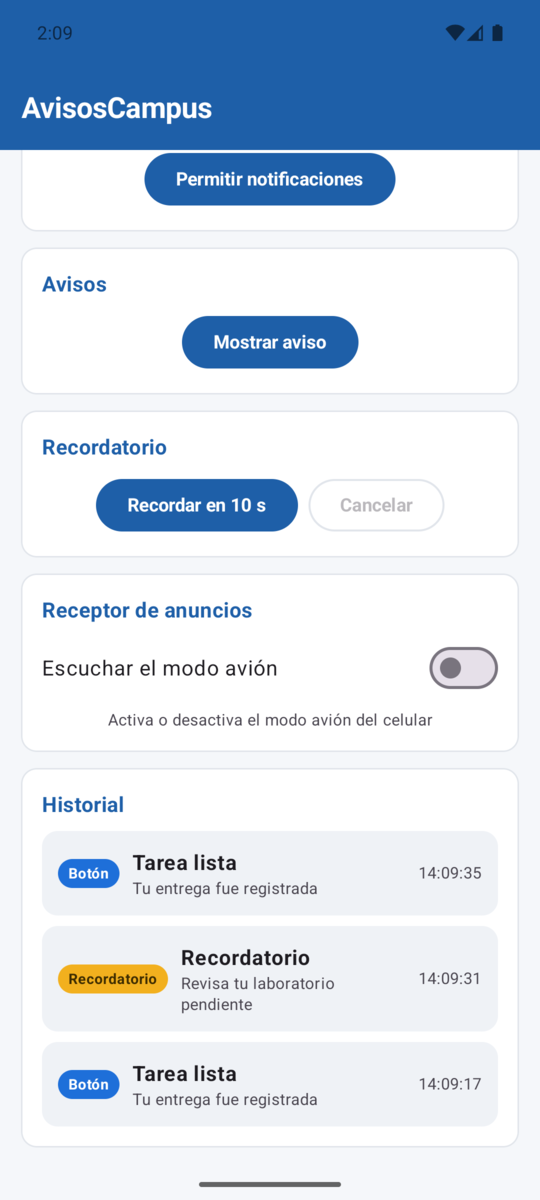 2:09
AvisosCampus
Permitir notificaciones
Avisos
Mostrar aviso
Recordatorio
Recordar en 10 s
Cancelar
Receptor de anuncios
Escuchar el modo avión
Activa o desactiva el modo avión del celular
Historial
Botón
Tarea lista
Tu entrega fue registrada
14:09:35
Recordatorio
Recordatorio
Revisa tu laboratorio
pendiente
14:09:31
Botón
Tarea lista
Tu entrega fue registrada
14:09:17